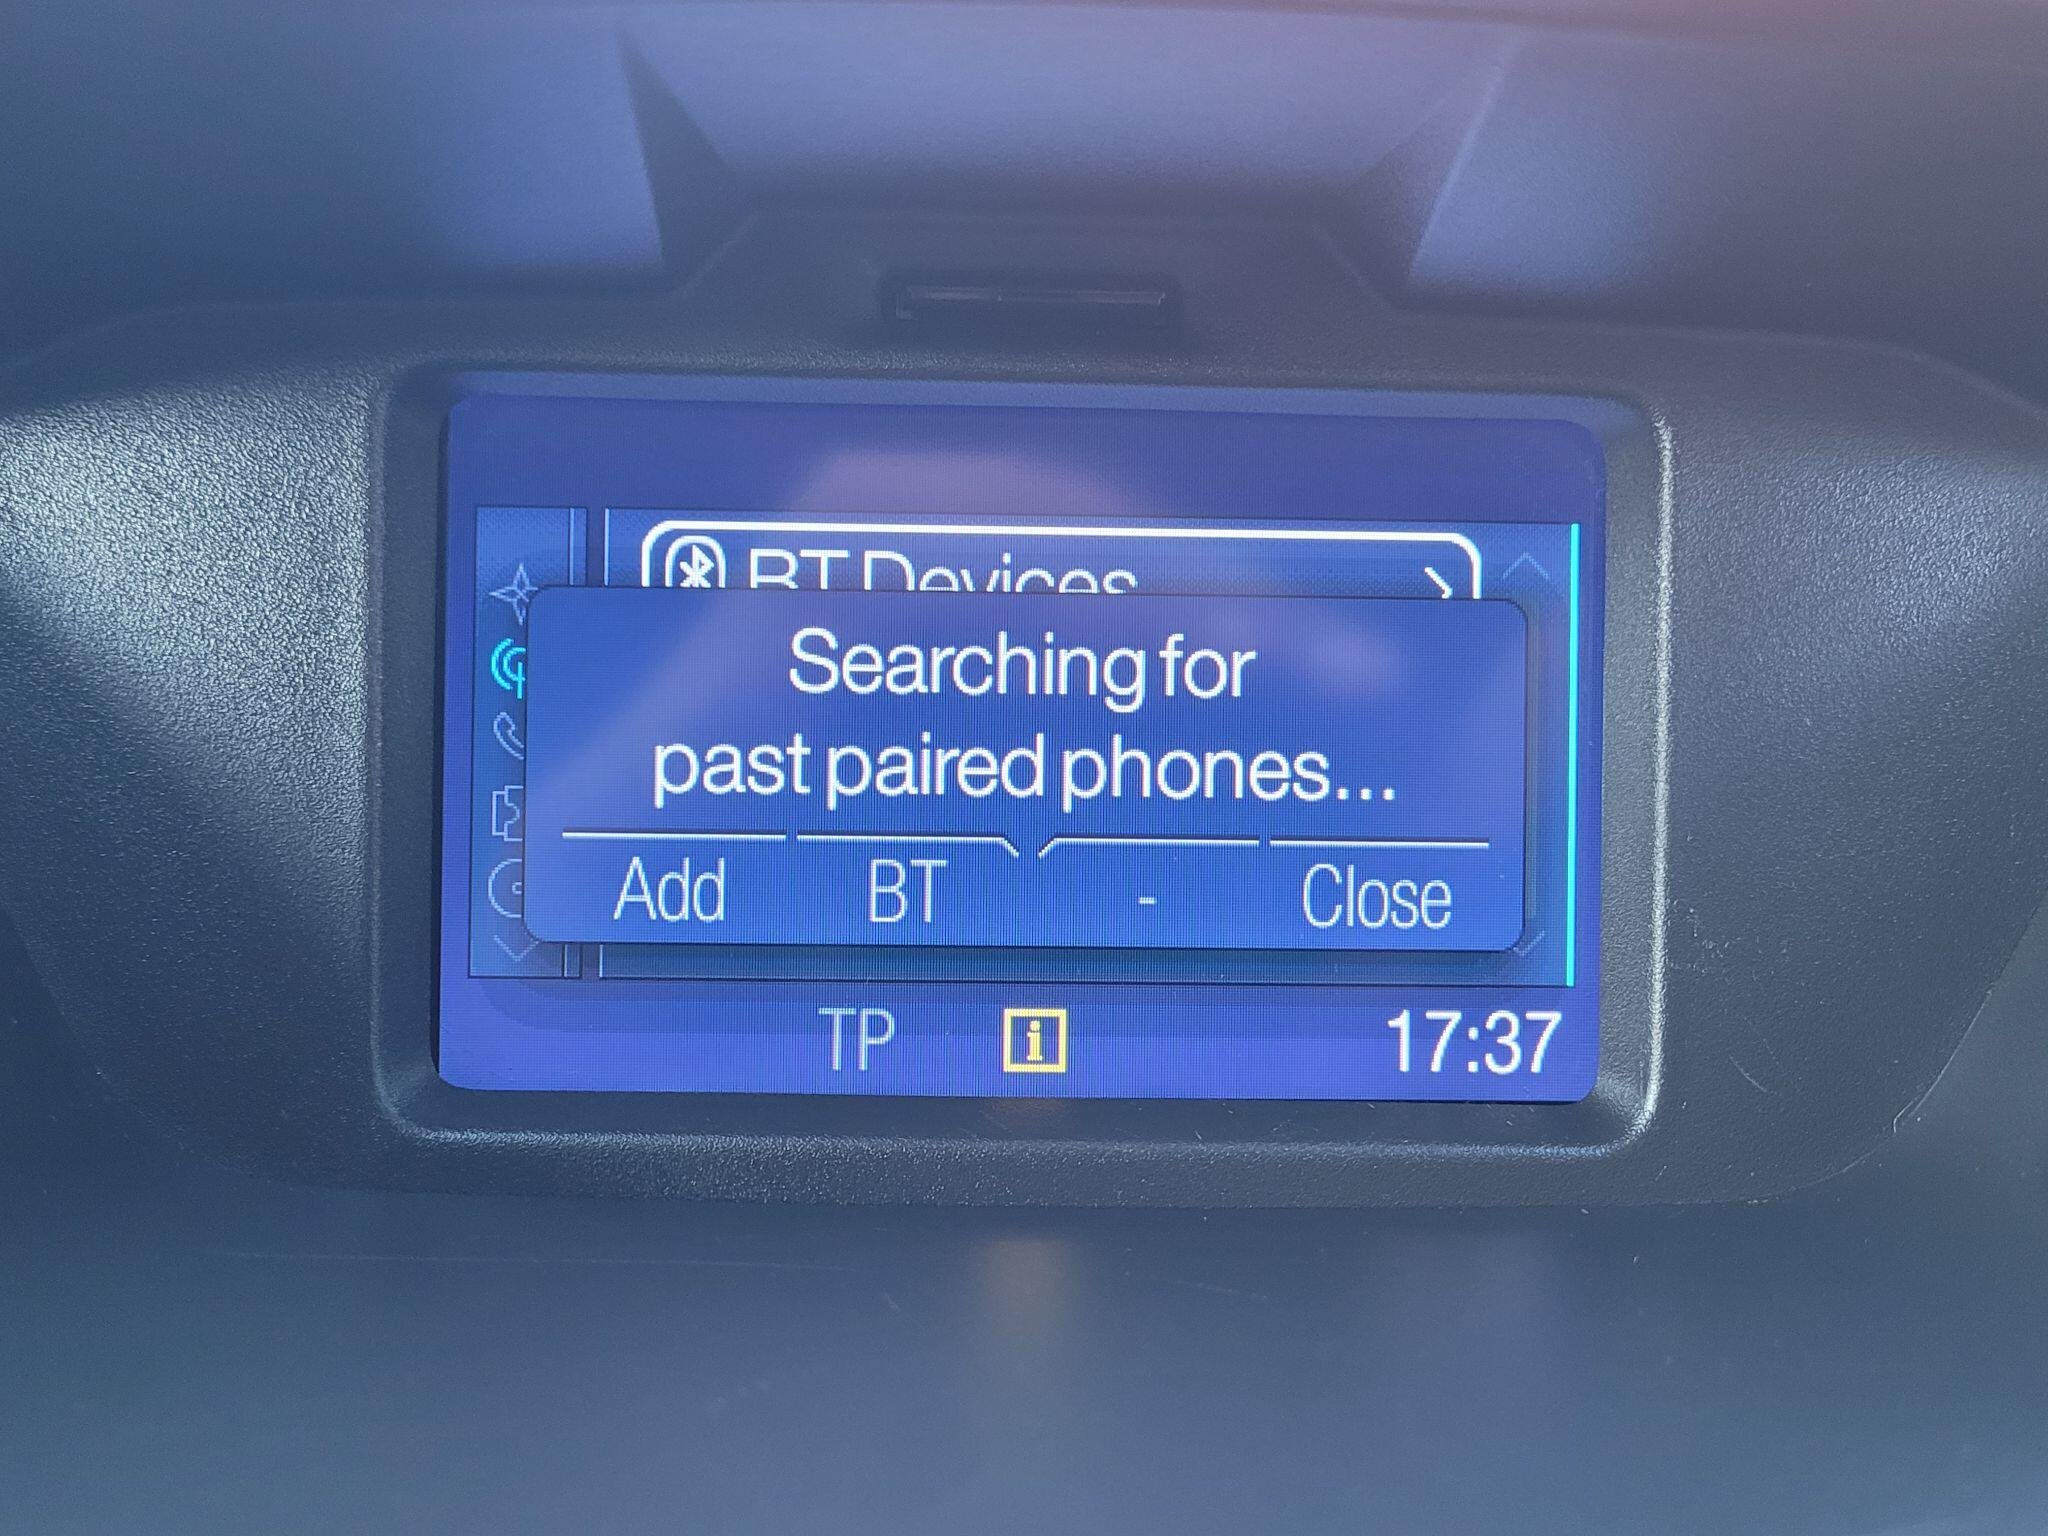 BT Devices
Searching for
past paired phones...
Add BT - Close
TP i 17:37